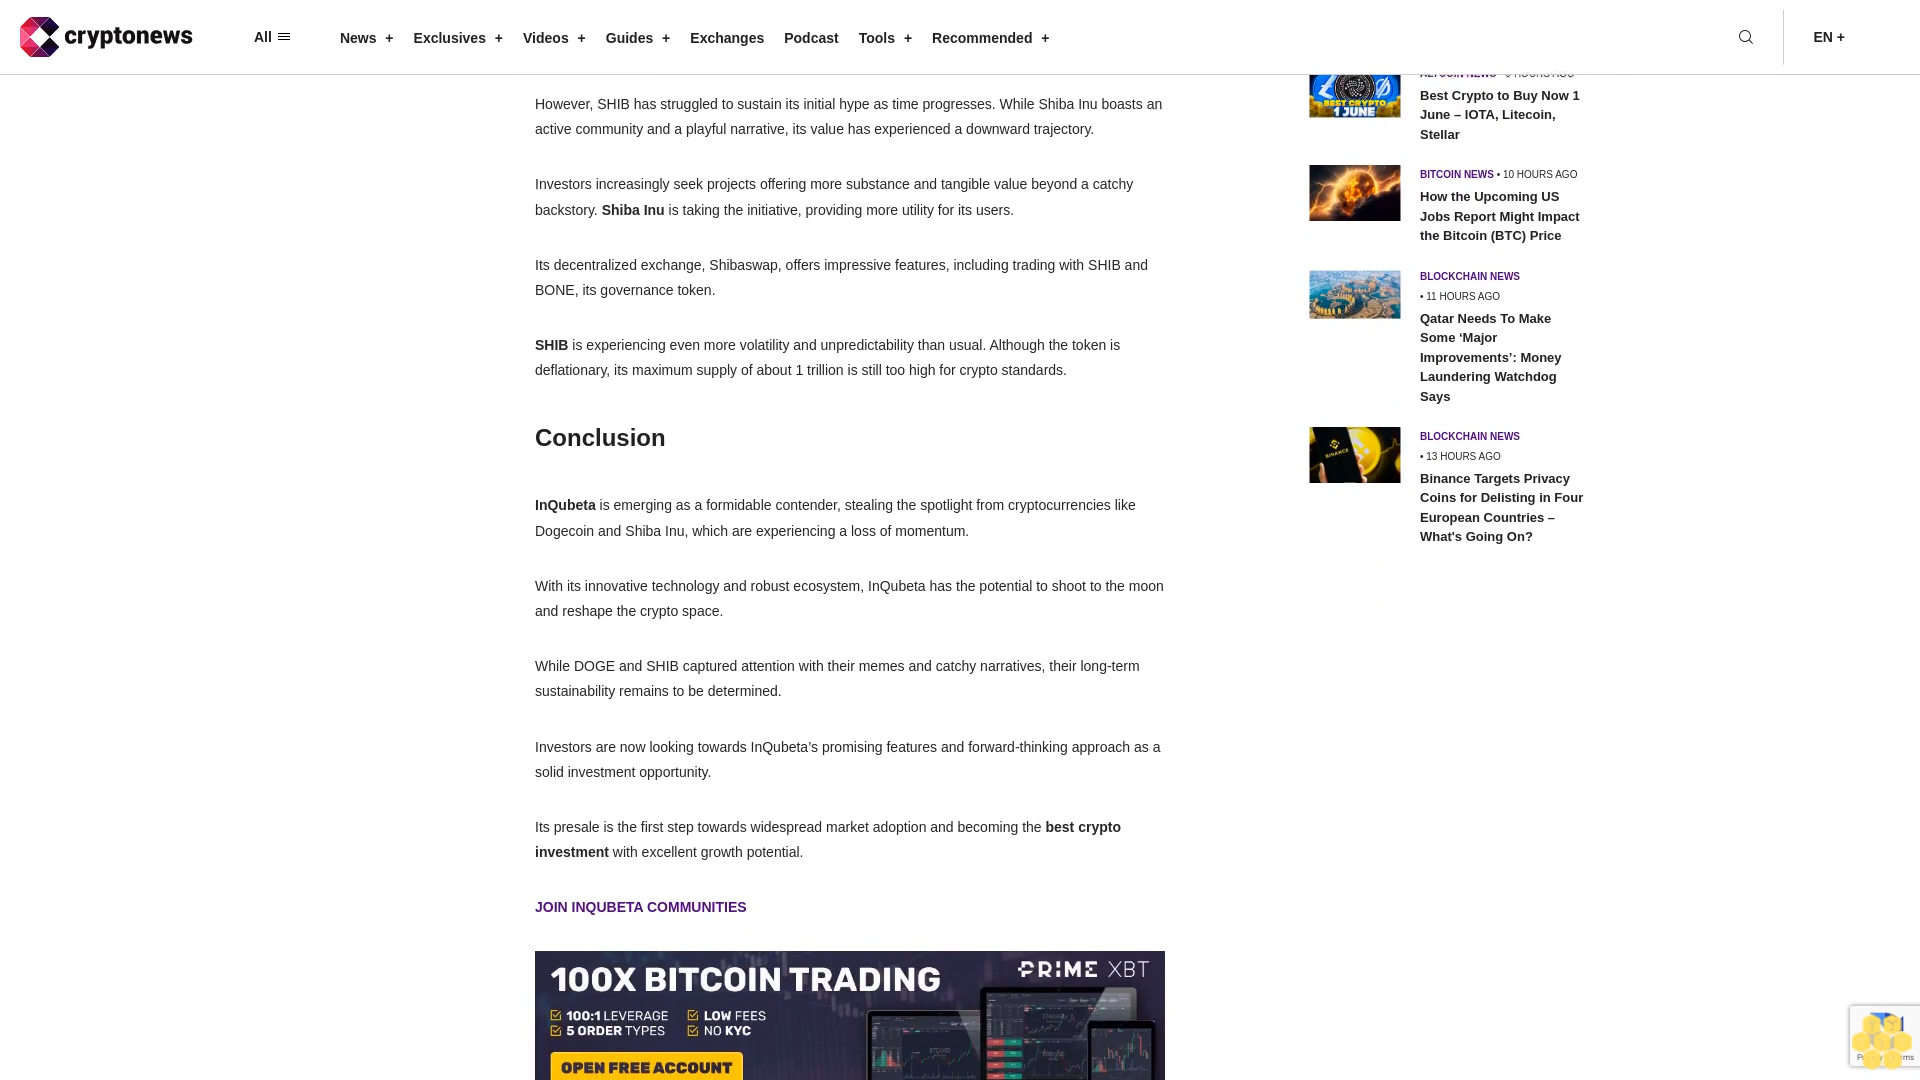 cryptonews
All
News +
Exclusives +
Videos +
Guides +
Exchanges
Podcast
Tools +
Recommended +
EN +
However, SHIB has struggled to sustain its initial hype as time progresses. While Shiba Inu boasts an
active community and a playful narrative, its value has experienced a downward trajectory.
Investors increasingly seek projects offering more substance and tangible value beyond a catchy
backstory. Shiba Inu is taking the initiative, providing more utility for its users.
Its decentralized exchange, Shibaswap, offers impressive features, including trading with SHIB and
BONE, its governance token.
SHIB is experiencing even more volatility and unpredictability than usual. Although the token is
deflationary, its maximum supply of about 1 trillion is still too high for crypto standards.
Conclusion
InQubeta is emerging as a formidable contender, stealing the spotlight from cryptocurrencies like
Dogecoin and Shiba Inu, which are experiencing a loss of momentum.
With its innovative technology and robust ecosystem, InQubeta has the potential to shoot to the moon
and reshape the crypto space.
While DOGE and SHIB captured attention with their memes and catchy narratives, their long-term
sustainability remains to be determined.
Investors are now looking towards InQubeta’s promising features and forward-thinking approach as a
solid investment opportunity.
Its presale is the first step towards widespread market adoption and becoming the best crypto
investment with excellent growth potential.
JOIN INQUBETA COMMUNITIES
100X BITCOIN TRADING
PRIME XBT
100:1 LEVERAGE
LOW FEES
5 ORDER TYPES
NO KYC
OPEN FREE ACCOUNT
BEST CRYPTO
1 JUNE
Best Crypto to Buy Now 1
June – IOTA, Litecoin,
Stellar
BITCOIN NEWS • 10 HOURS AGO
How the Upcoming US
Jobs Report Might Impact
the Bitcoin (BTC) Price
BLOCKCHAIN NEWS
• 11 HOURS AGO
Qatar Needs To Make
Some ‘Major
Improvements’: Money
Laundering Watchdog
Says
BINANCE
BLOCKCHAIN NEWS
• 13 HOURS AGO
Binance Targets Privacy
Coins for Delisting in Four
European Countries –
What's Going On?